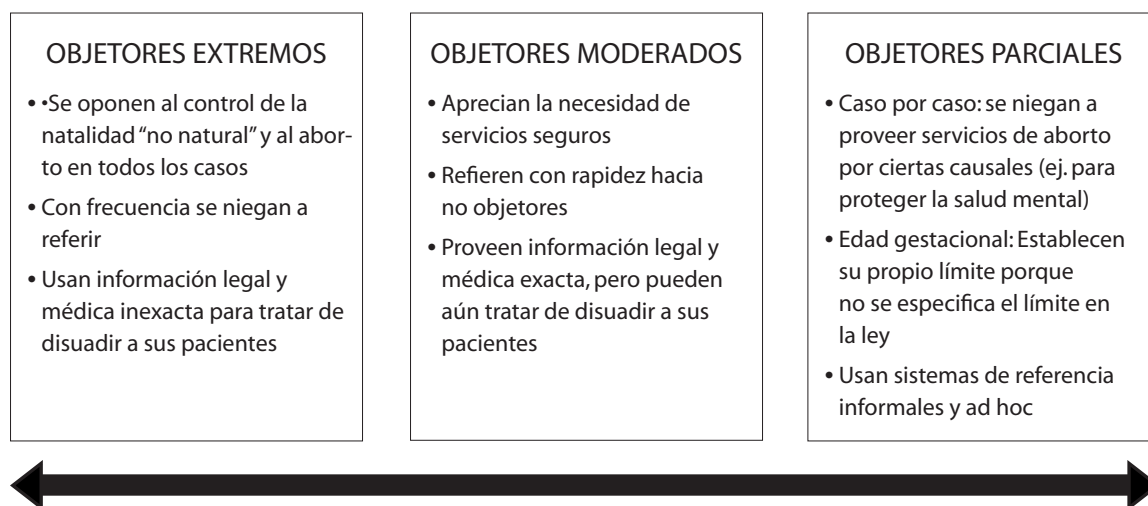 OBJETORES EXTREMOS
• •Se oponen al control de la
natalidad “no natural” y al abor-
to en todos los casos
• Con frecuencia se niegan a
referir
• Usan información legal y
médica inexacta para tratar de
disuadir a sus pacientes
OBJETORES MODERADOS
• Aprecian la necesidad de
servicios seguros
• Refieren con rapidez hacia
no objetores
• Proveen información legal y
médica exacta, pero pueden
aún tratar de disuadir a sus
pacientes
OBJETORES PARCIALES
• Caso por caso: se niegan a
proveer servicios de aborto
por ciertas causales (ej. para
proteger la salud mental)
• Edad gestacional: Establecen
su propio límite porque
no se especifica el límite en
la ley
• Usan sistemas de referencia
informales y ad hoc